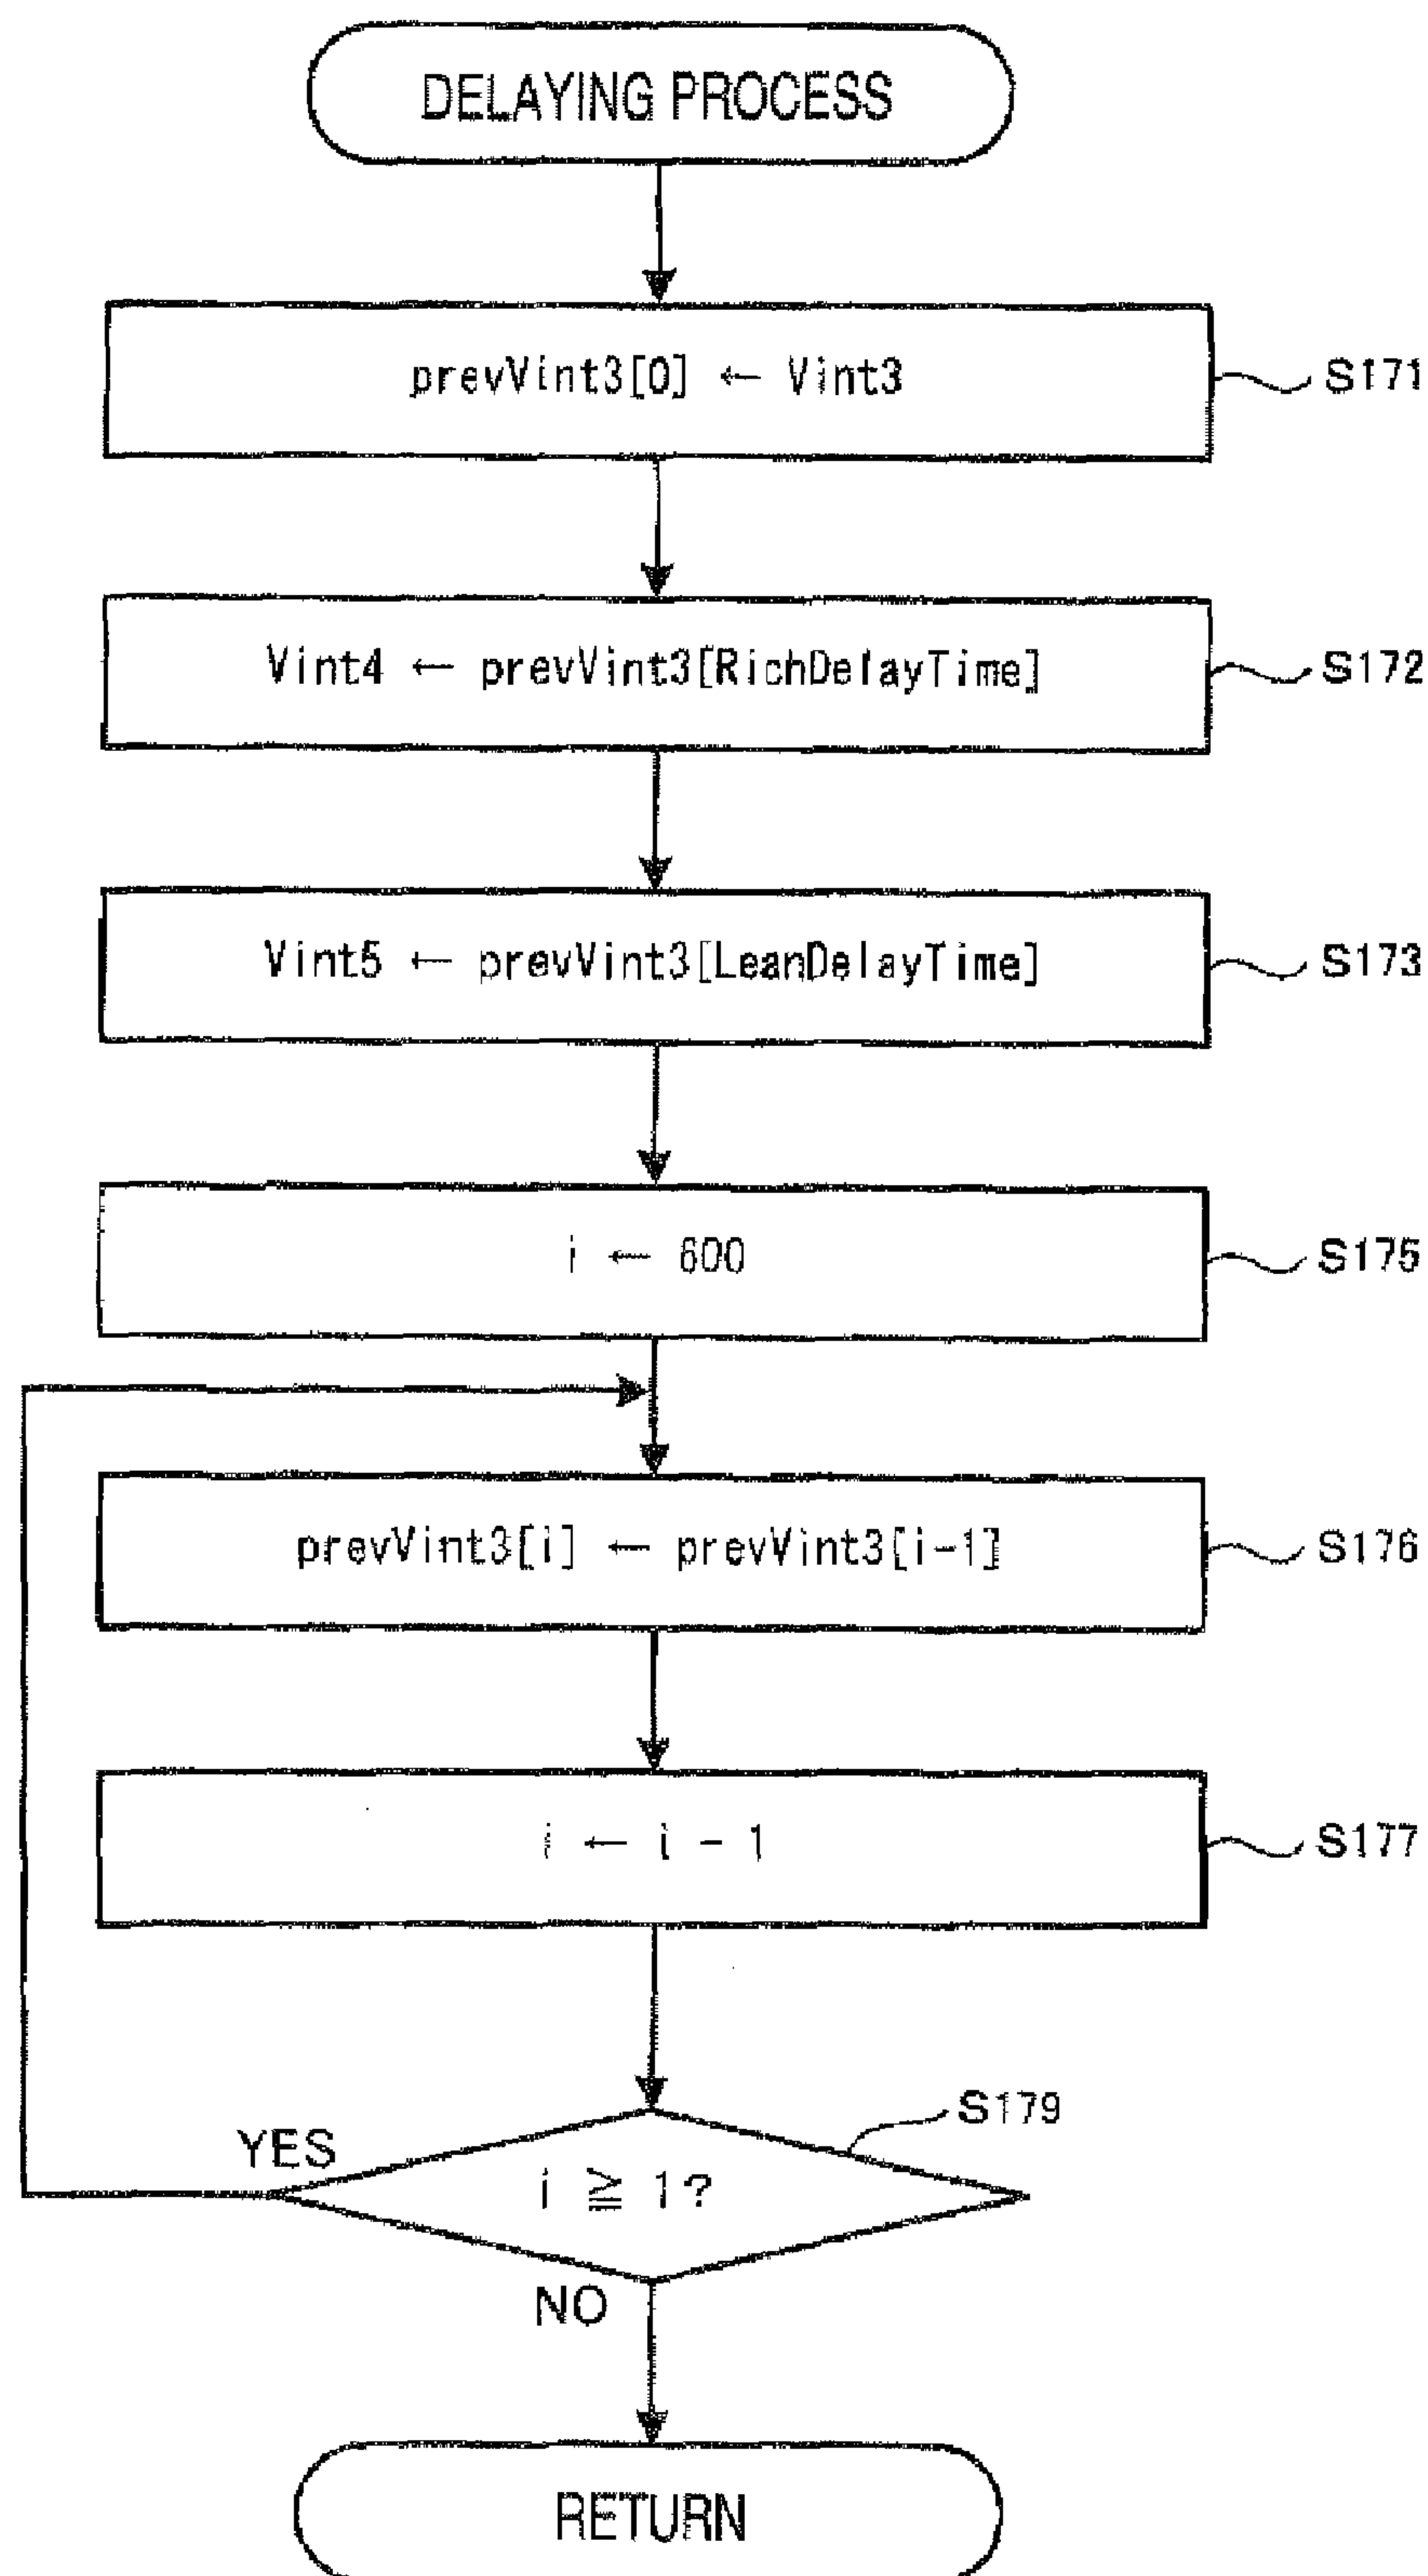 DELAYING PROCESS
prevVint3[0] ← Vint3
S171
Vint4 ← prevVint3[RichDelayTime]
S172
Vint5 ← prevVint3[LeanDelayTime]
S173
i ← 600
S175
prevVint3[i] ← prevVint3[i-1]
S176
i ← i - 1
S177
S179
YES
i ≧ 1?
NO
RETURN